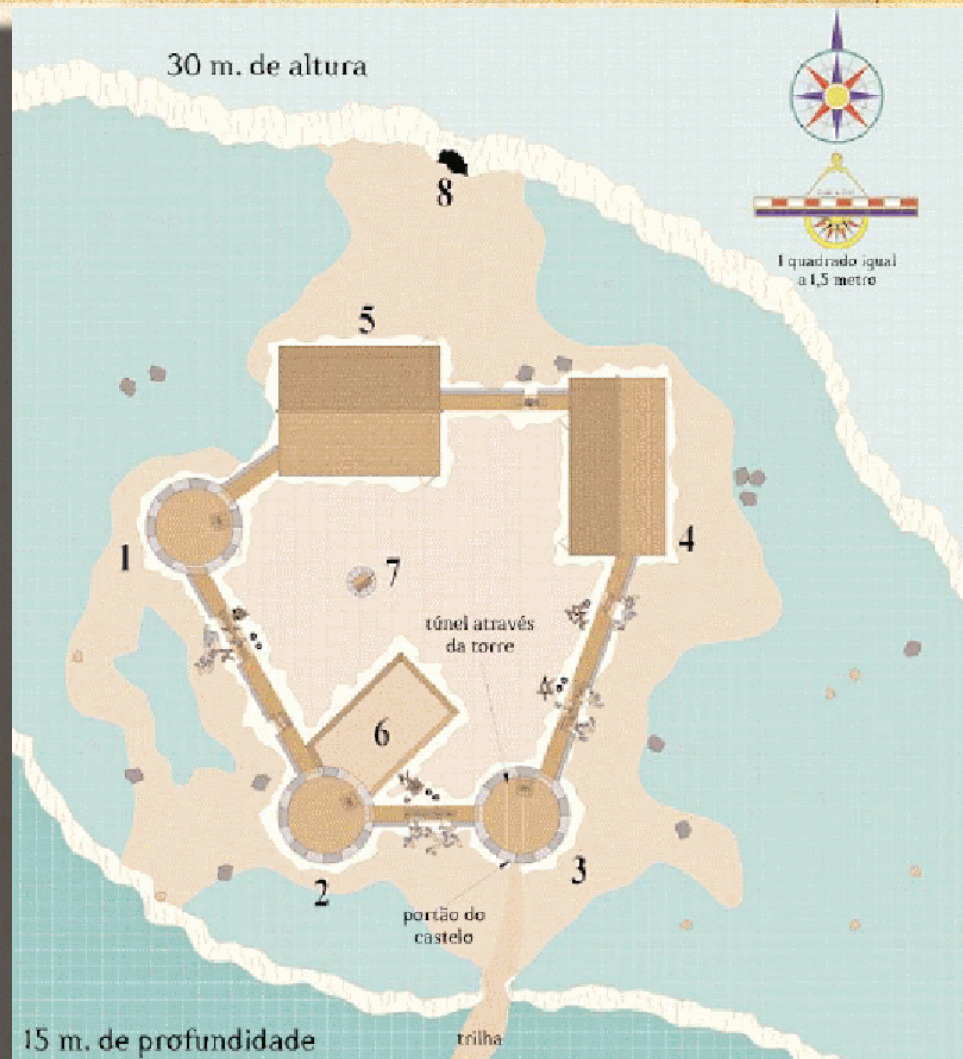 30 m. de altura
8
1 quadrado igual
a 1,5 metro
5
4
1
7
túnel através
da torre
6
3
2
portão do
castelo
15 m. de profundidade
trilha